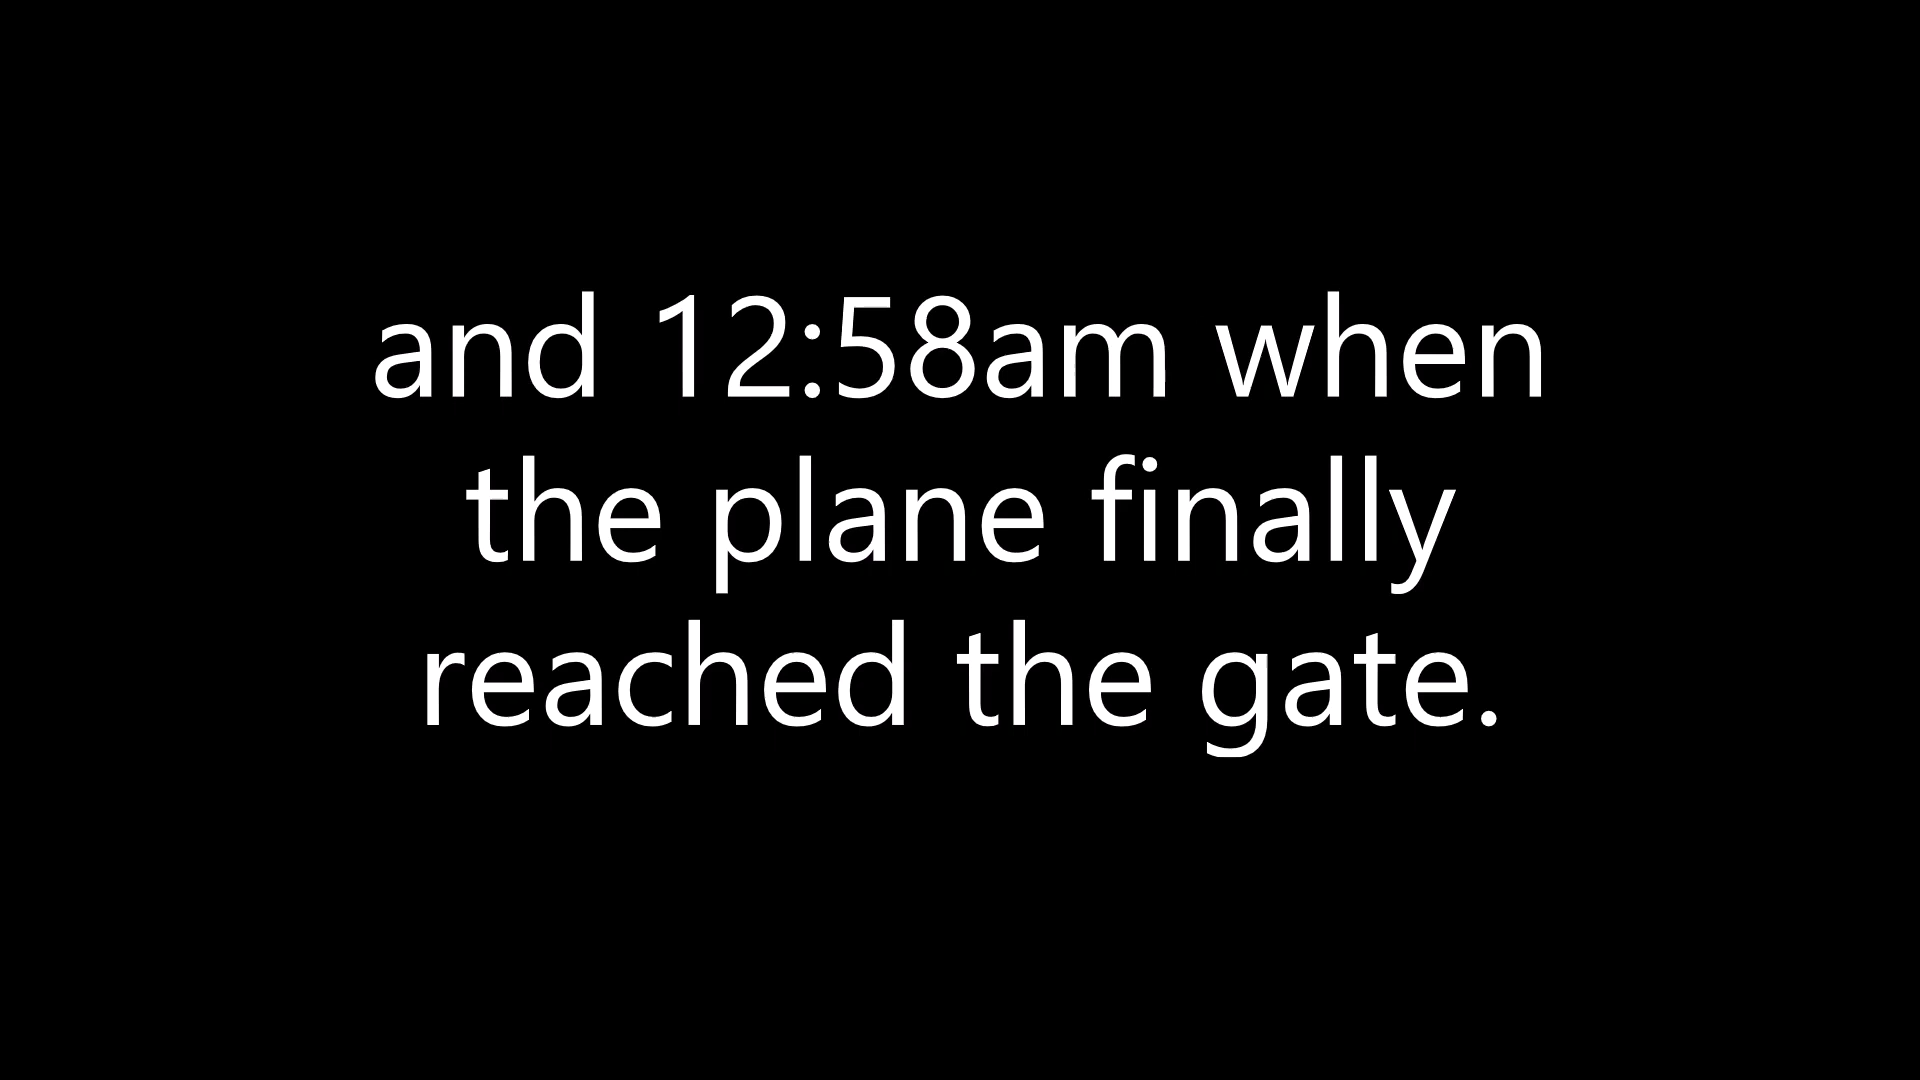 and 12:58am when
the plane finally
reached the gate.